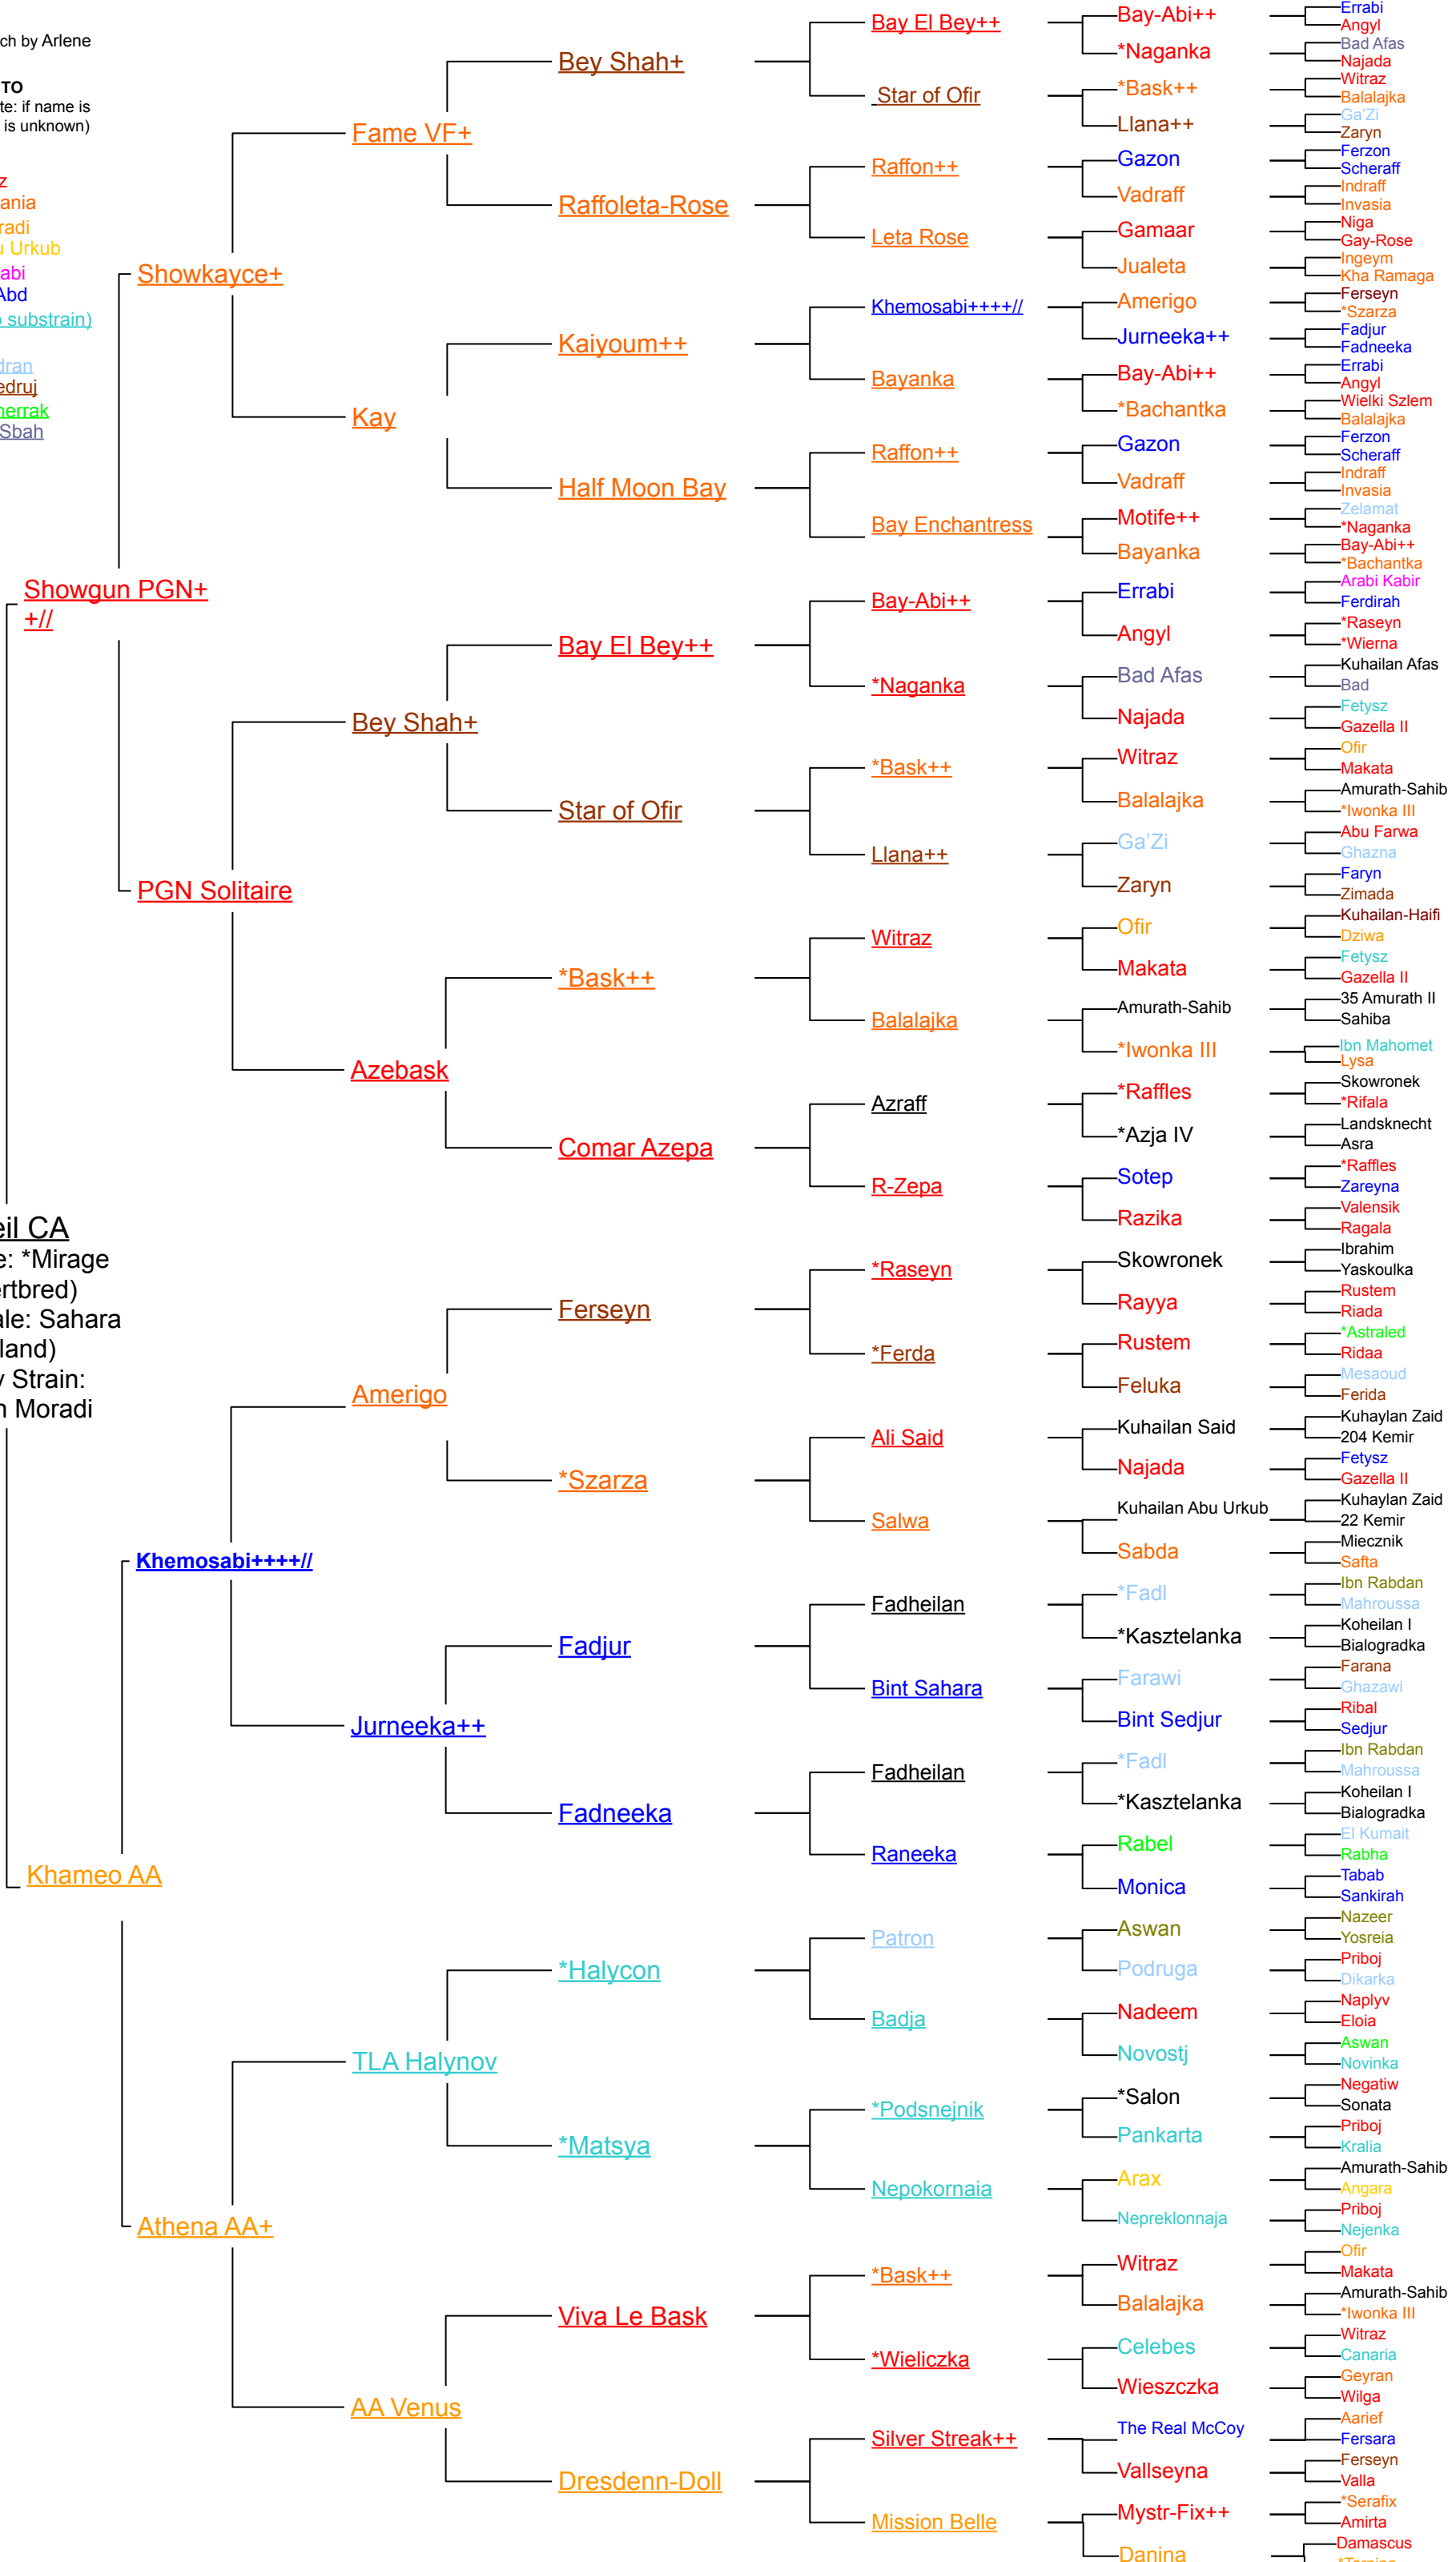 ch by Arlene
TO
te: if name is
is unknown)
z
ania
radi
u Urkub
abi
Abd
substrain)
dran
edruj
herrak
Sbah
eil CA
e: *Mirage
ertbred)
ale: Sahara
land)
y Strain:
n Moradi
Showgun PGN+
+//
Khameo AA
Showkayce+
PGN Solitaire
Khemosabi++++//
Athena AA+
Fame VF+
Kay
Bey Shah+
Azebask
Amerigo
Jurneeka++
TLA Halynov
AA Venus
Bey Shah+
Raffoleta-Rose
Kaiyoum++
Half Moon Bay
Bay El Bey++
Star of Ofir
*Bask++
Comar Azepa
Ferseyn
*Szarza
Fadjur
Fadneeka
*Halycon
*Matsya
Viva Le Bask
Dresdenn-Doll
Bay El Bey++
Star of Ofir
Raffon++
Leta Rose
Khemosabi++++//
Bayanka
Raffon++
Bay Enchantress
Bay-Abi++
*Naganka
*Bask++
Llana++
Witraz
Balalajka
Azraff
R-Zepa
*Raseyn
*Ferda
Ali Said
Salwa
Fadheilan
Bint Sahara
Fadheilan
Raneeka
Patron
Badja
*Podsnejnik
Nepokornaia
*Bask++
*Wieliczka
Silver Streak++
Mission Belle
Bay-Abi++
*Naganka
*Bask++
Llana++
Gazon
Vadraff
Gamaar
Jualeta
Amerigo
Jurneeka++
Bay-Abi++
*Bachantka
Gazon
Vadraff
Motife++
Bayanka
Errabi
Angyl
Bad Afas
Najada
Witraz
Balalajka
Ga'Zi
Zaryn
Ofir
Makata
Amurath-Sahib
*Iwonka III
*Raffles
*Azja IV
Sotep
Razika
Skowronek
Rayya
Rustem
Feluka
Kuhailan Said
Najada
Kuhailan Abu Urkub
Sabda
*Fadl
*Kasztelanka
Farawi
Bint Sedjur
*Fadl
*Kasztelanka
Rabel
Monica
Aswan
Podruga
Nadeem
Novostj
*Salon
Pankarta
Arax
Nepreklonnaja
Witraz
Balalajka
Celebes
Wieszczka
The Real McCoy
Vallseyna
Mystr-Fix++
Danina
Errabi
Angyl
Bad Afas
Najada
Witraz
Balalajka
Ga'Zi
Zaryn
Ferzon
Scheraff
Indraff
Invasia
Niga
Gay-Rose
Ingeym
Kha Ramaga
Ferseyn
*Szarza
Fadjur
Fadneeka
Errabi
Angyl
Wielki Szlem
Balalajka
Ferzon
Scheraff
Indraff
Invasia
Zelamat
*Naganka
Bay-Abi++
*Bachantka
Arabi Kabir
Ferdirah
*Raseyn
*Wierna
Kuhailan Afas
Bad
Fetysz
Gazella II
Ofir
Makata
Amurath-Sahib
*Iwonka III
Abu Farwa
Ghazna
Faryn
Zimada
Kuhailan-Haifi
Dziwa
Fetysz
Gazella II
35 Amurath II
Sahiba
Ibn Mahomet
Lysa
Skowronek
*Rifala
Landsknecht
Asra
*Raffles
Zareyna
Valensik
Ragala
Ibrahim
Yaskoulka
Rustem
Riada
*Astraled
Ridaa
Mesaoud
Ferida
Kuhaylan Zaid
204 Kemir
Fetysz
Gazella II
Kuhaylan Zaid
22 Kemir
Miecznik
Safta
Ibn Rabdan
Mahroussa
Koheilan I
Bialogradka
Farana
Ghazawi
Ribal
Sedjur
Ibn Rabdan
Mahroussa
Koheilan I
Bialogradka
El Kumait
Rabha
Tabab
Sankirah
Nazeer
Yosreia
Priboj
Dikarka
Naplyv
Eloia
Aswan
Novinka
Negatiw
Sonata
Priboj
Kralia
Amurath-Sahib
Angara
Priboj
Nejenka
Ofir
Makata
Amurath-Sahib
*Iwonka III
Witraz
Canaria
Geyran
Wilga
Aarief
Fersara
Ferseyn
Valla
*Serafix
Amirta
Damascus